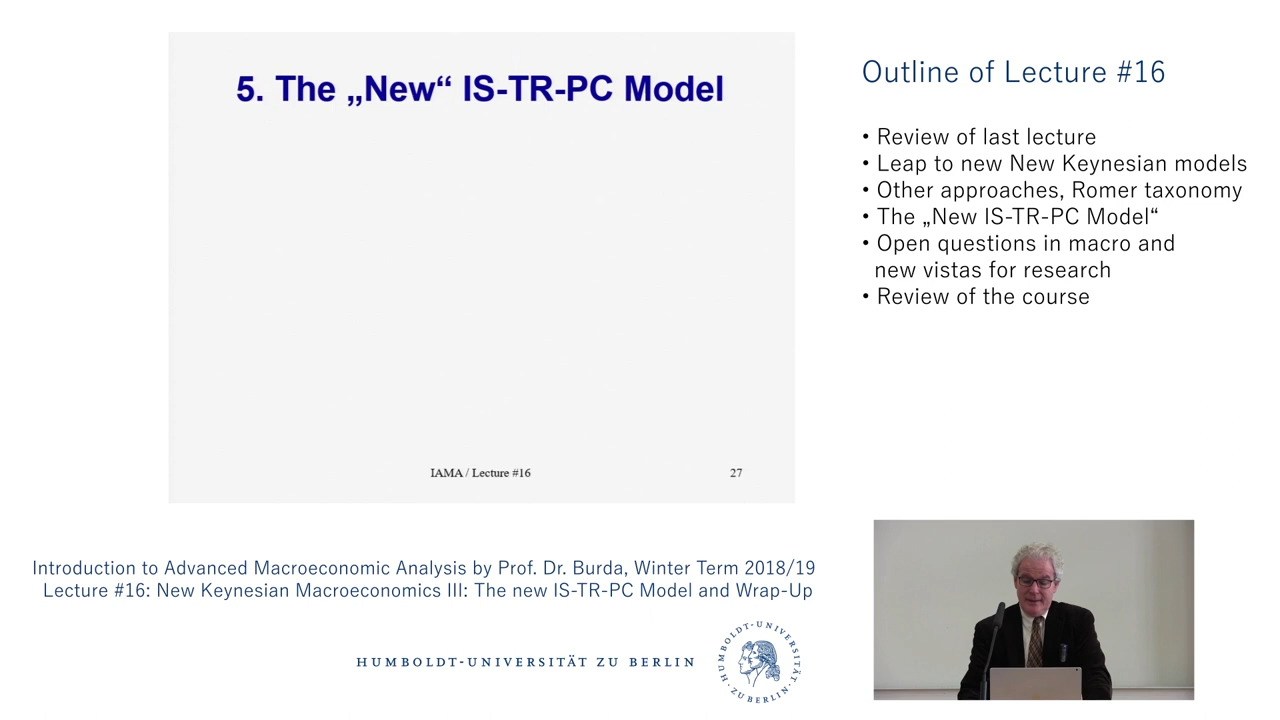 5. The „New“ IS-TR-PC Model
IAMA / Lecture #16
27
Outline of Lecture #16
• Review of last lecture
• Leap to new New Keynesian models
• Other approaches, Romer taxonomy
• The „New IS-TR-PC Model“
• Open questions in macro and
new vistas for research
• Review of the course
Introduction to Advanced Macroeconomic Analysis by Prof. Dr. Burda, Winter Term 2018/19
Lecture #16: New Keynesian Macroeconomics III: The new IS-TR-PC Model and Wrap-Up
HUMBOLDT-UNIVERSITÄT ZU BERLIN
HUMBOLDT-UNIVERSITÄT
ZU BERLIN